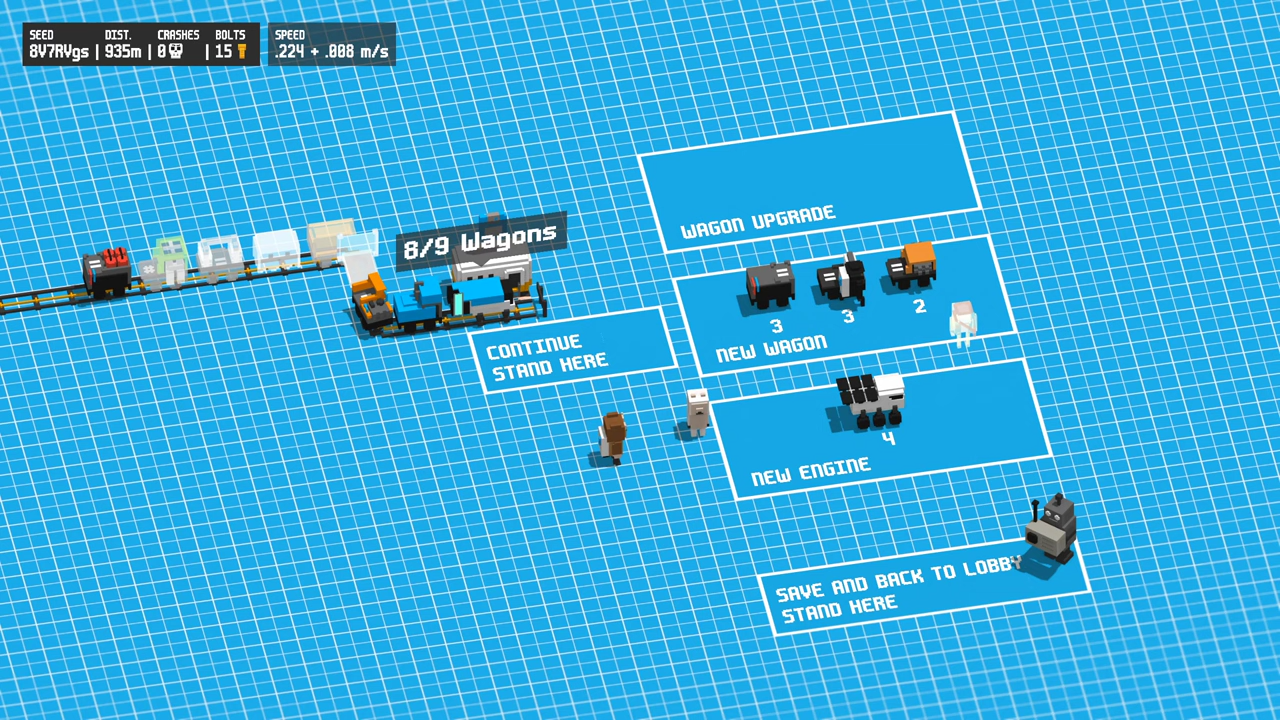 SEED DIST. CRASHES BOLTS SPEED
8V7RVgs | 935m | 0 | 15 .224 + .008 m/s
8/9 Wagons
WAGON UPGRADE
3 3 2
NEW WAGON
CONTINUE
STAND HERE
4
NEW ENGINE
SAVE AND BACK TO LOBBY
STAND HERE